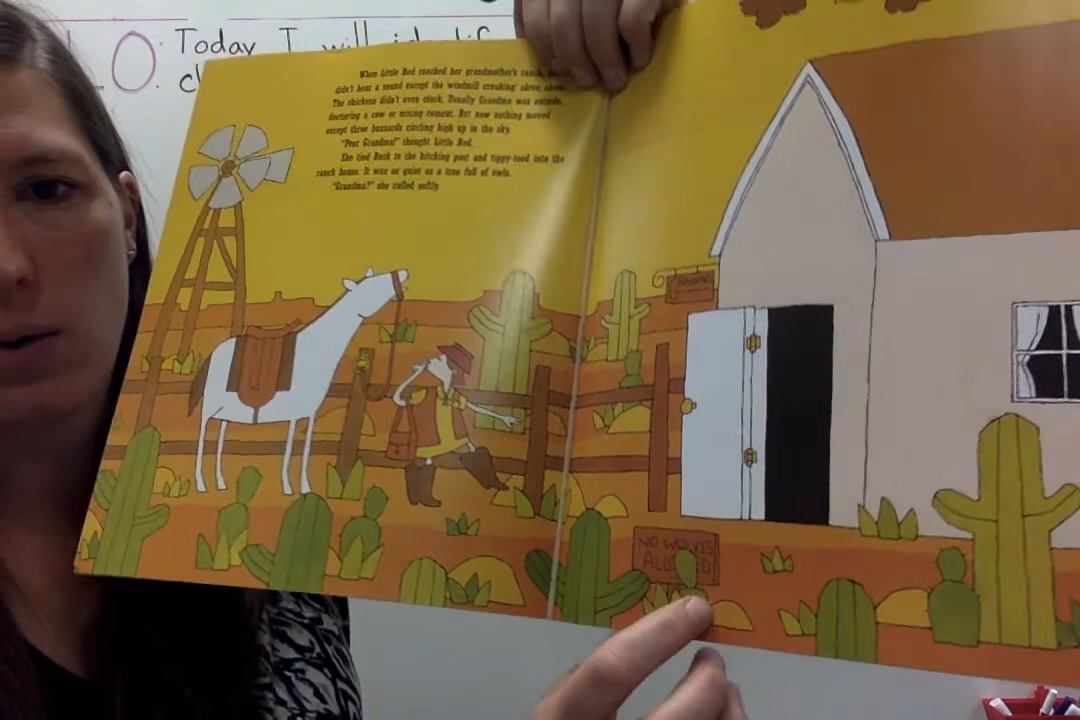 Today I will
When Little Red reached her grandmother's ranch,
didn't hear a sound except the windmill creaking above.
The chickens didn't even cluck. Usually Grandma was outside,
doctoring a cow or mixing cement. But now nothing moved
except three buzzards circling high up in the sky.
"Poor Grandma!" thought Little Red.
She tied Buck to the hitching post and tippy-toed into the
ranch house. It was as quiet as a tree full of owls.
"Grandma?" she called softly.
NO WOLVES
ALLOWED